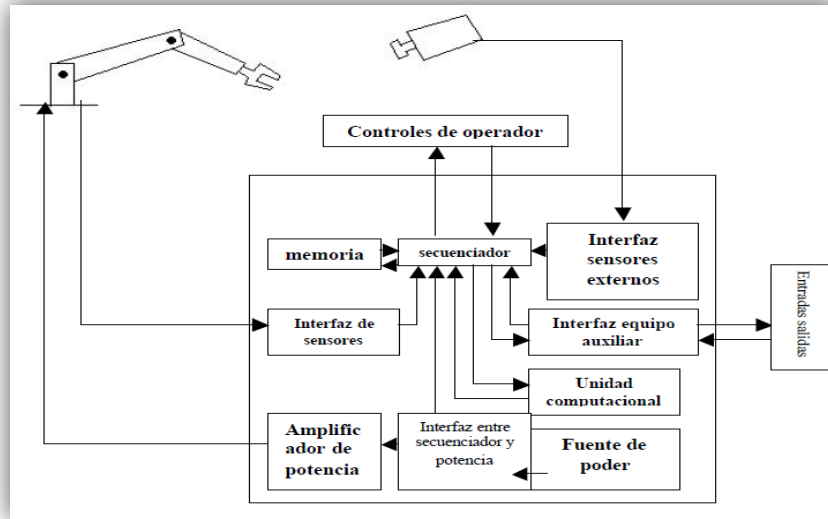 Controles de operador
memoria
secuenciador
Interfaz
sensores
externos
Interfaz de
sensores
Interfaz equipo
auxiliar
Entradas salidas
Unidad
computacional
Amplific
ador de
potencia
Interfaz entre
secuenciador y
potencia
Fuente de
poder